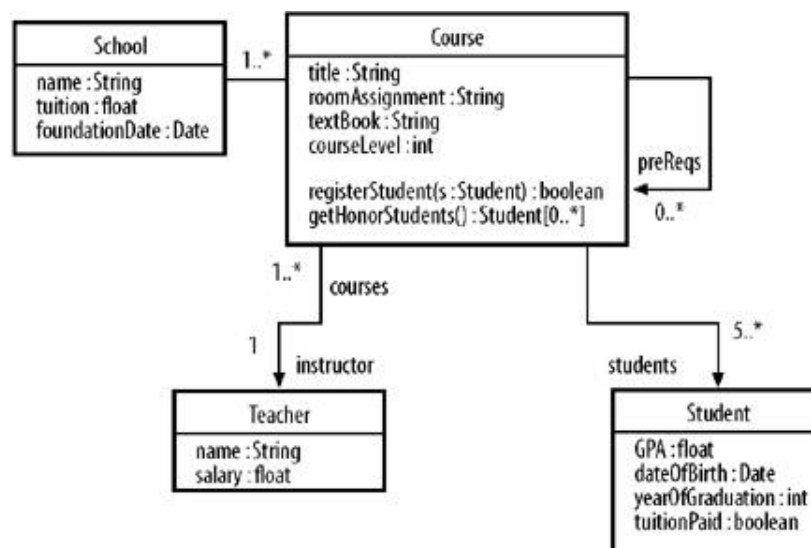 School
name : String
tuition : float
foundationDate : Date
1..*
Course
title : String
roomAssignment : String
textBook : String
courseLevel : int
registerStudent(s : Student) : boolean
getHonorStudents() : Student[0..*]
preReqs
0..*
1..*
courses
1
instructor
5..*
students
Teacher
name : String
salary : float
Student
GPA : float
dateOfBirth : Date
yearOfGraduation : int
tuitionPaid : boolean